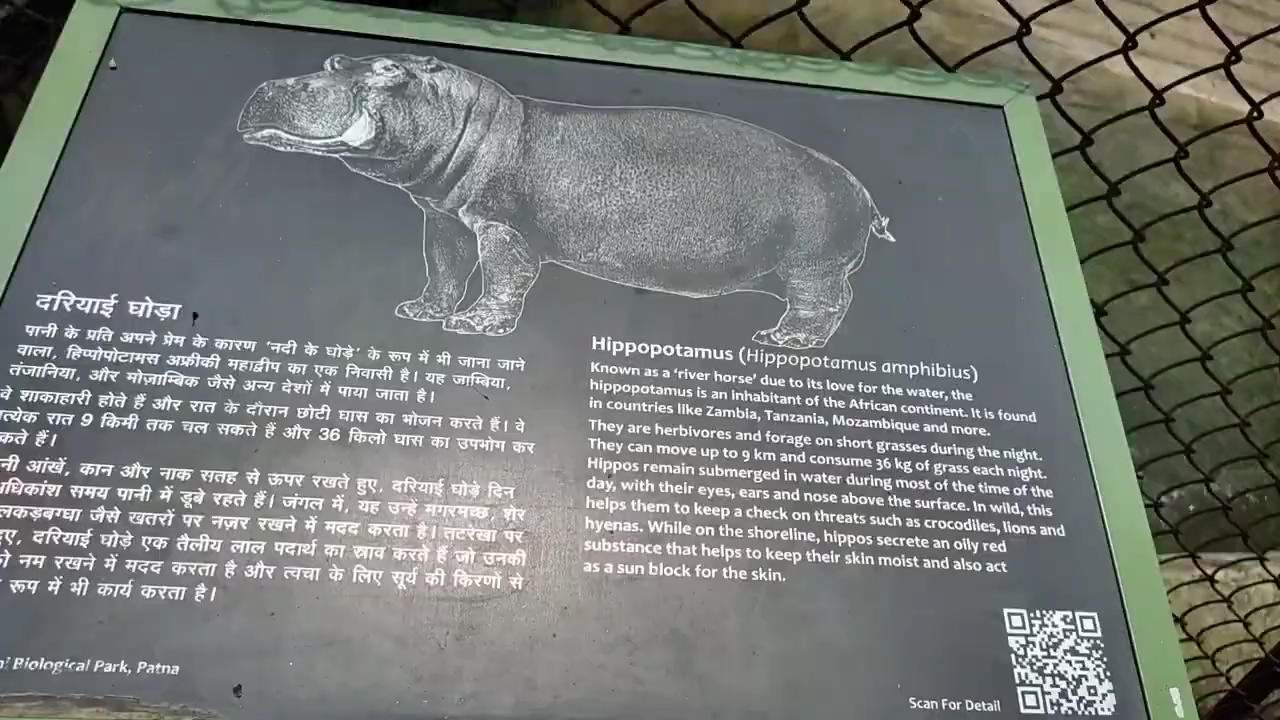 दरियाई घोड़ा
पानी के प्रति अपने प्रेम के कारण 'नदी के घोड़े' के रूप में भी जाना जाने
वाला, हिप्पोपोटामस अफ्रीकी महाद्वीप का एक निवासी है। यह जाम्बिया,
तंजानिया, और मोज़ाम्बिक जैसे अन्य देशों में पाया जाता है।
वे शाकाहारी होते हैं और रात के दौरान छोटी घास का भोजन करते हैं। वे
रात 9 किमी तक चल सकते हैं और 36 किलो घास का उपभोग कर
हैं।
आंखें, कान और नाक सतह से ऊपर रखते हुए, दरियाई घोड़े दिन
समय पानी में डूबे रहते हैं। जंगल में, यह उन्हें मगरमच्छ, शेर
जैसे खतरों पर नज़र रखने में मदद करता है। तटरेखा पर
हुए, दरियाई घोड़े एक तैलीय लाल पदार्थ का स्राव करते हैं जो उनकी
नम रखने में मदद करता है और त्वचा के लिए सूर्य की किरणों से
रूप में भी कार्य करता है।
Hippopotamus (Hippopotamus amphibius)
Known as a 'river horse' due to its love for the water, the
hippopotamus is an inhabitant of the African continent. It is found
in countries like Zambia, Tanzania, Mozambique and more.
They are herbivores and forage on short grasses during the night.
They can move up to 9 km and consume 36 kg of grass each night.
Hippos remain submerged in water during most of the time of the
day, with their eyes, ears and nose above the surface. In wild, this
helps them to keep a check on threats such as crocodiles, lions and
hyenas. While on the shoreline, hippos secrete an oily red
substance that helps to keep their skin moist and also act
as a sun block for the skin.
Biological Park, Patna
Scan For Detail